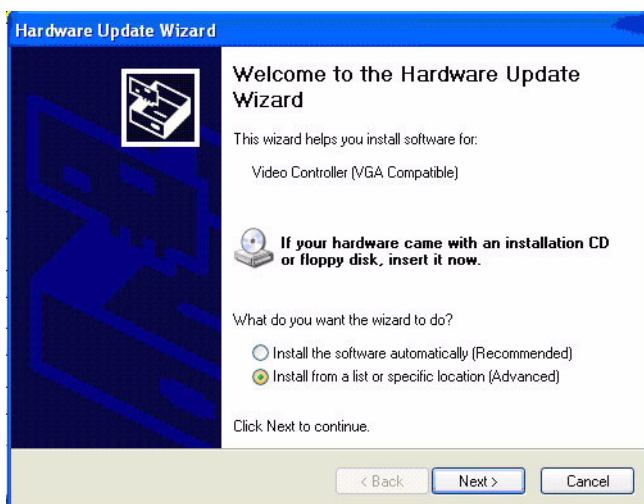 Hardware Update Wizard
Welcome to the Hardware Update
Wizard
This wizard helps you install software for:
Video Controller (VGA Compatible)
If your hardware came with an installation CD
or floppy disk, insert it now.
What do you want the wizard to do?
Install the software automatically (Recommended)
Install from a list or specific location (Advanced)
Click Next to continue.
< Back Next > Cancel